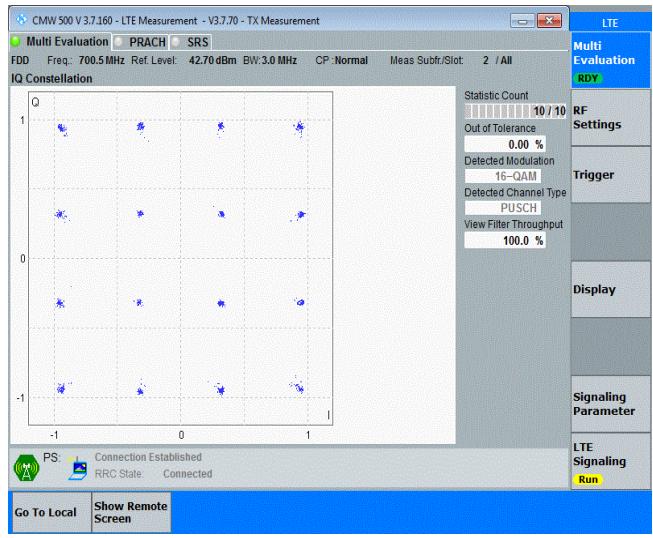 CMW 500 V 3.7.160 - LTE Measurement - V3.7.70 - TX Measurement
LTE
Multi Evaluation PRACH SRS
Multi
Evaluation
RDY
FDD Freq.: 700.5 MHz Ref. Level: 42.70 dBm BW: 3.0 MHz CP : Normal Meas Subfr./Slot: 2 / All
IQ Constellation
Q
1
0
-1
I
-1 0 1
Statistic Count
10 / 10
Out of Tolerance
0.00 %
Detected Modulation
16-QAM
Detected Channel Type
PUSCH
View Filter Throughput
100.0 %
RF
Settings
Trigger
Display
Signaling
Parameter
LTE
Signaling
Run
PS: Connection Established
RRC State: Connected
Go To Local
Show Remote
Screen